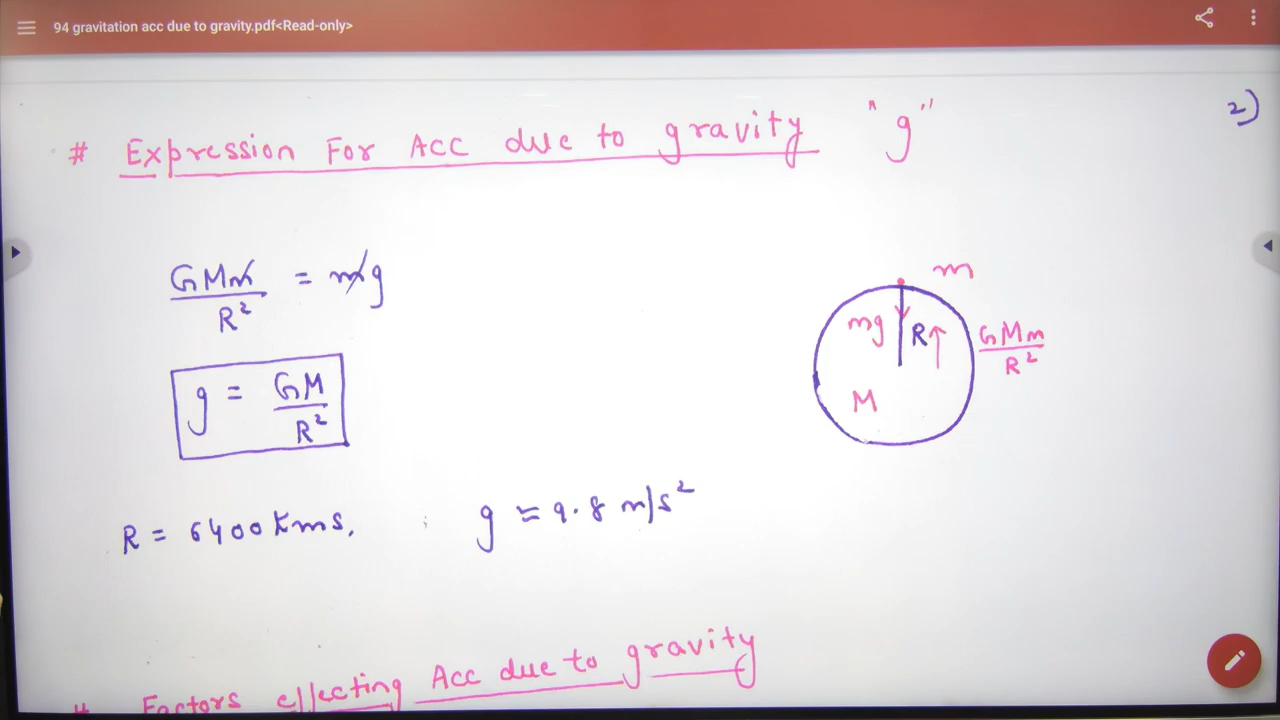 94 gravitation acc due to gravity.pdf<Read-only>
2)
# Expression For Acc due to gravity "g"
GMm/R² = mg
g = GM/R²
m
mg R GMm/R²
M
R = 6400 Kms, ; g ≈ 9.8 m/s²
# Factors effecting Acc due to gravity